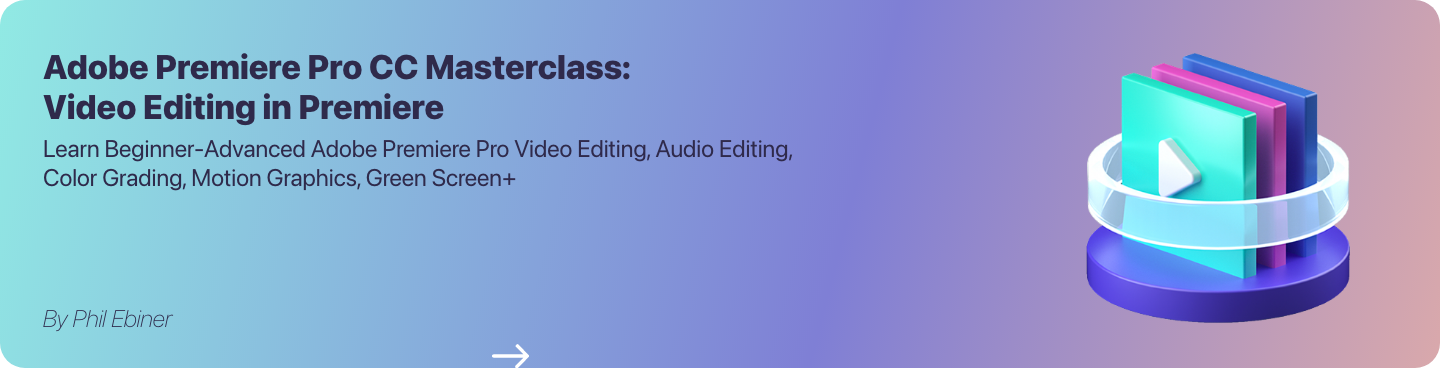 Adobe Premiere Pro CC Masterclass:
Video Editing in Premiere
Learn Beginner-Advanced Adobe Premiere Pro Video Editing, Audio Editing,
Color Grading, Motion Graphics, Green Screen+
By Phil Ebiner